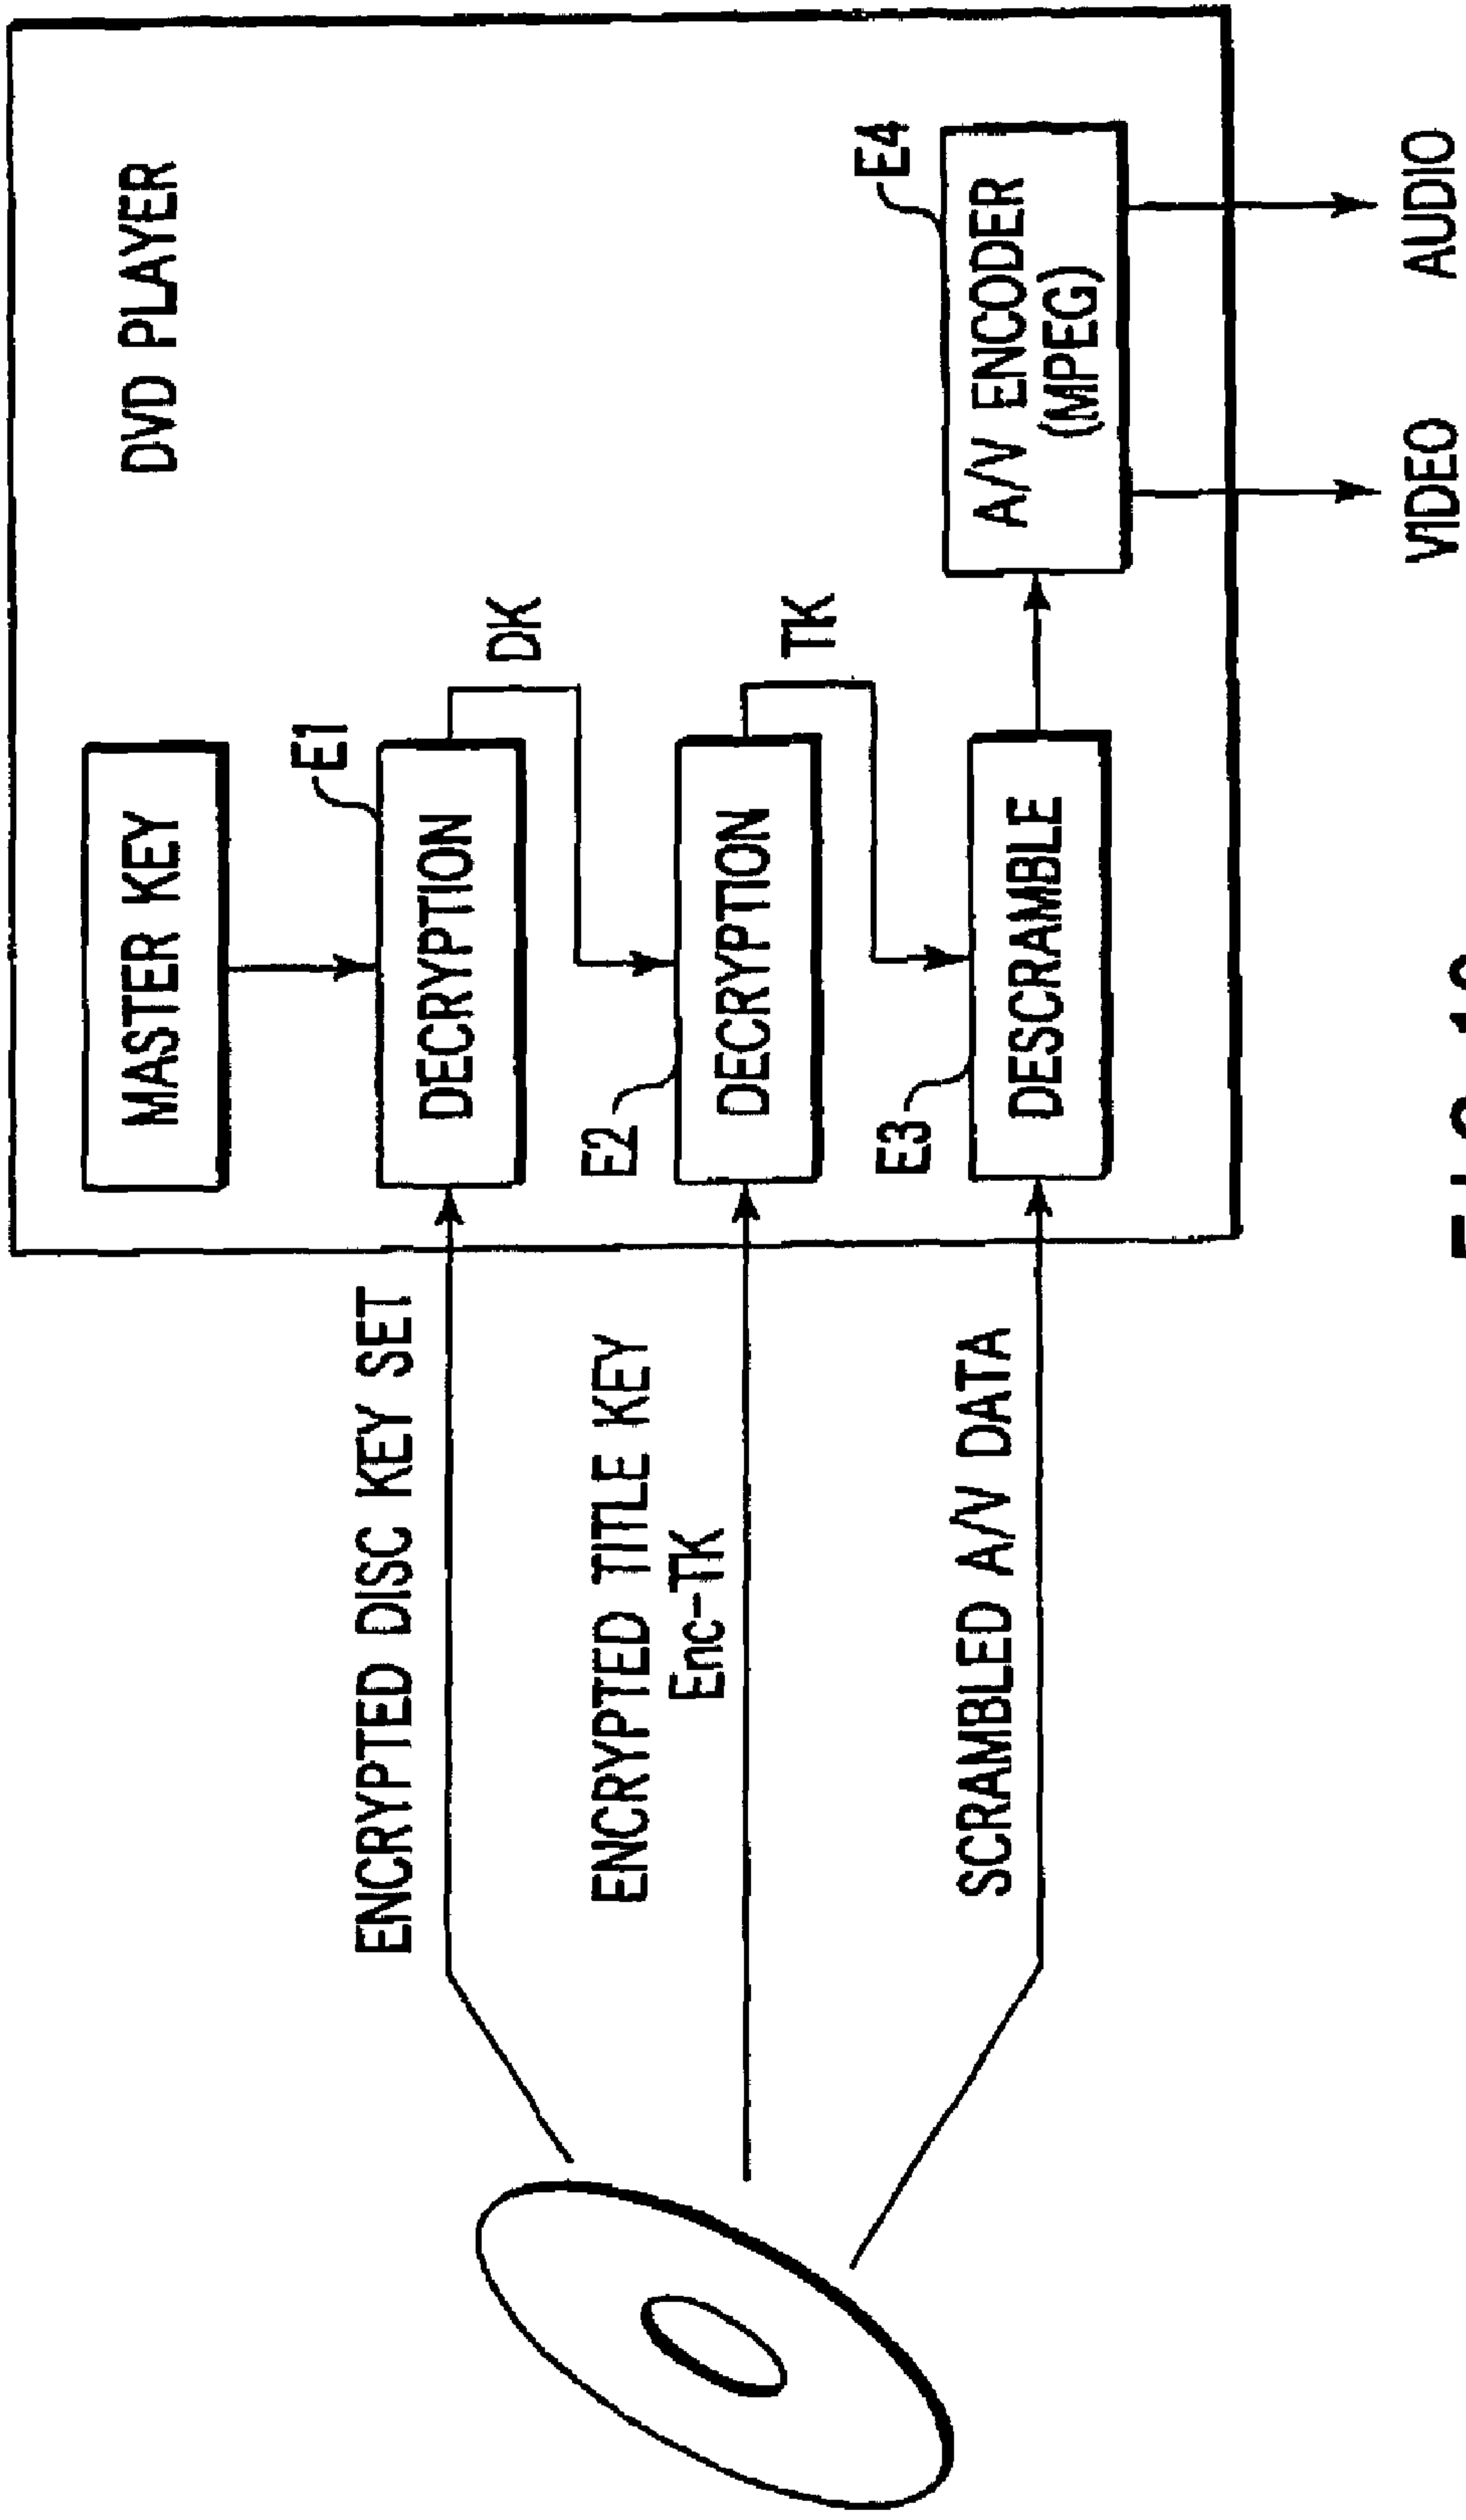 DVD PLAYER
MASTER KEY
E1
ENCRYPTED DISC KEY SET
DECRYPTION
DK
E2
ENCRYPTED TITLE KEY
Enc-TK
DECRYPTION
TK
E3
SCRAMBLED A/V DATA
DESCRAMBLE
E4
A/V ENCODER
(MPEG)
VIDEO
AUDIO